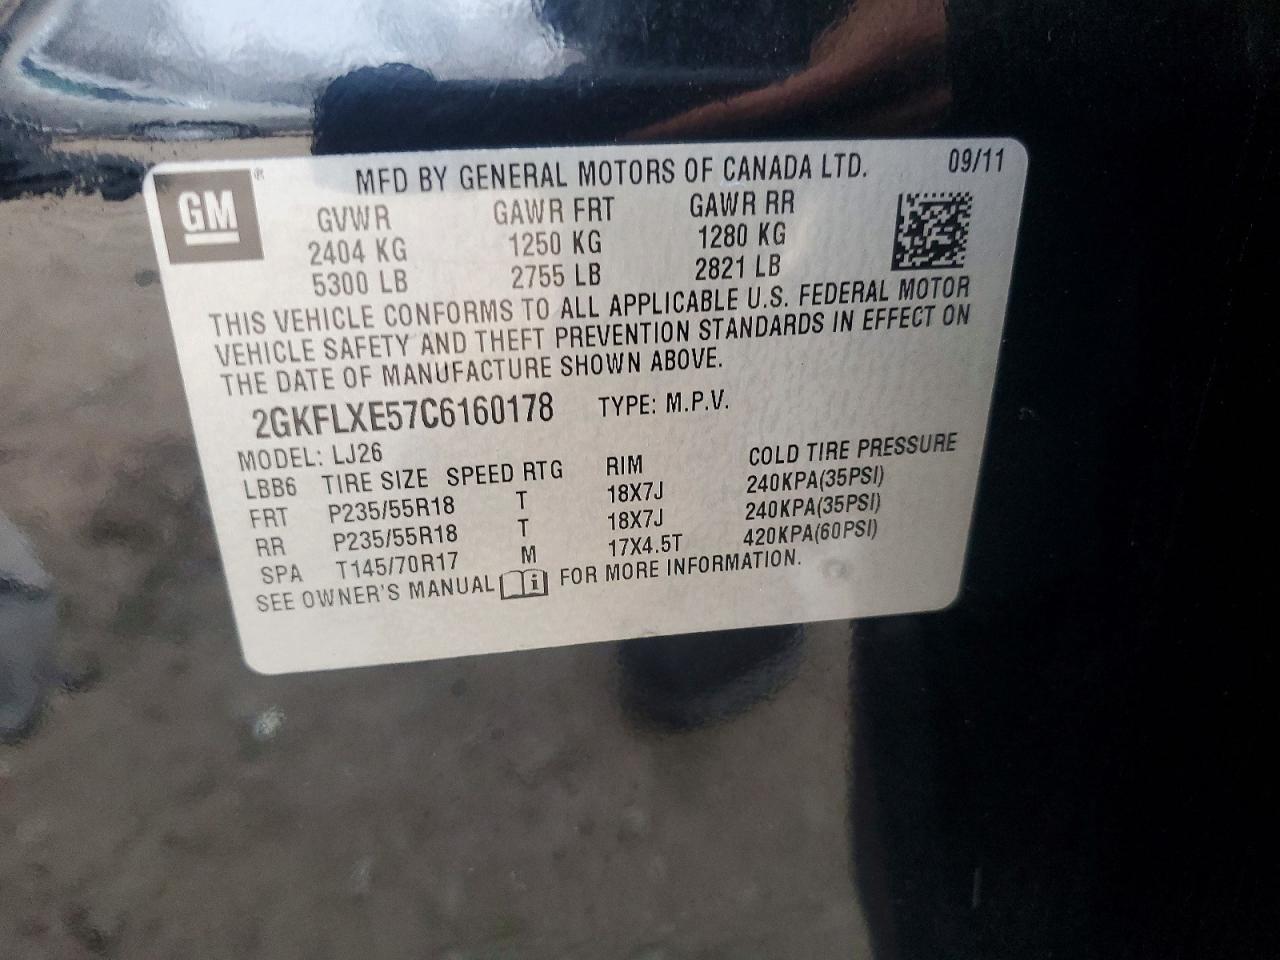 GM ® MFD BY GENERAL MOTORS OF CANADA LTD. 09/11
GVWR GAWR FRT GAWR RR
2404 KG 1250 KG 1280 KG
5300 LB 2755 LB 2821 LB
THIS VEHICLE CONFORMS TO ALL APPLICABLE U.S. FEDERAL MOTOR
VEHICLE SAFETY AND THEFT PREVENTION STANDARDS IN EFFECT ON
THE DATE OF MANUFACTURE SHOWN ABOVE.
2GKFLXE57C6160178 TYPE: M.P.V.
MODEL: LJ26
LBB6 TIRE SIZE SPEED RTG RIM COLD TIRE PRESSURE
FRT P235/55R18 T 18X7J 240KPA(35PSI)
RR P235/55R18 T 18X7J 240KPA(35PSI)
SPA T145/70R17 M 17X4.5T 420KPA(60PSI)
SEE OWNER'S MANUAL i FOR MORE INFORMATION.